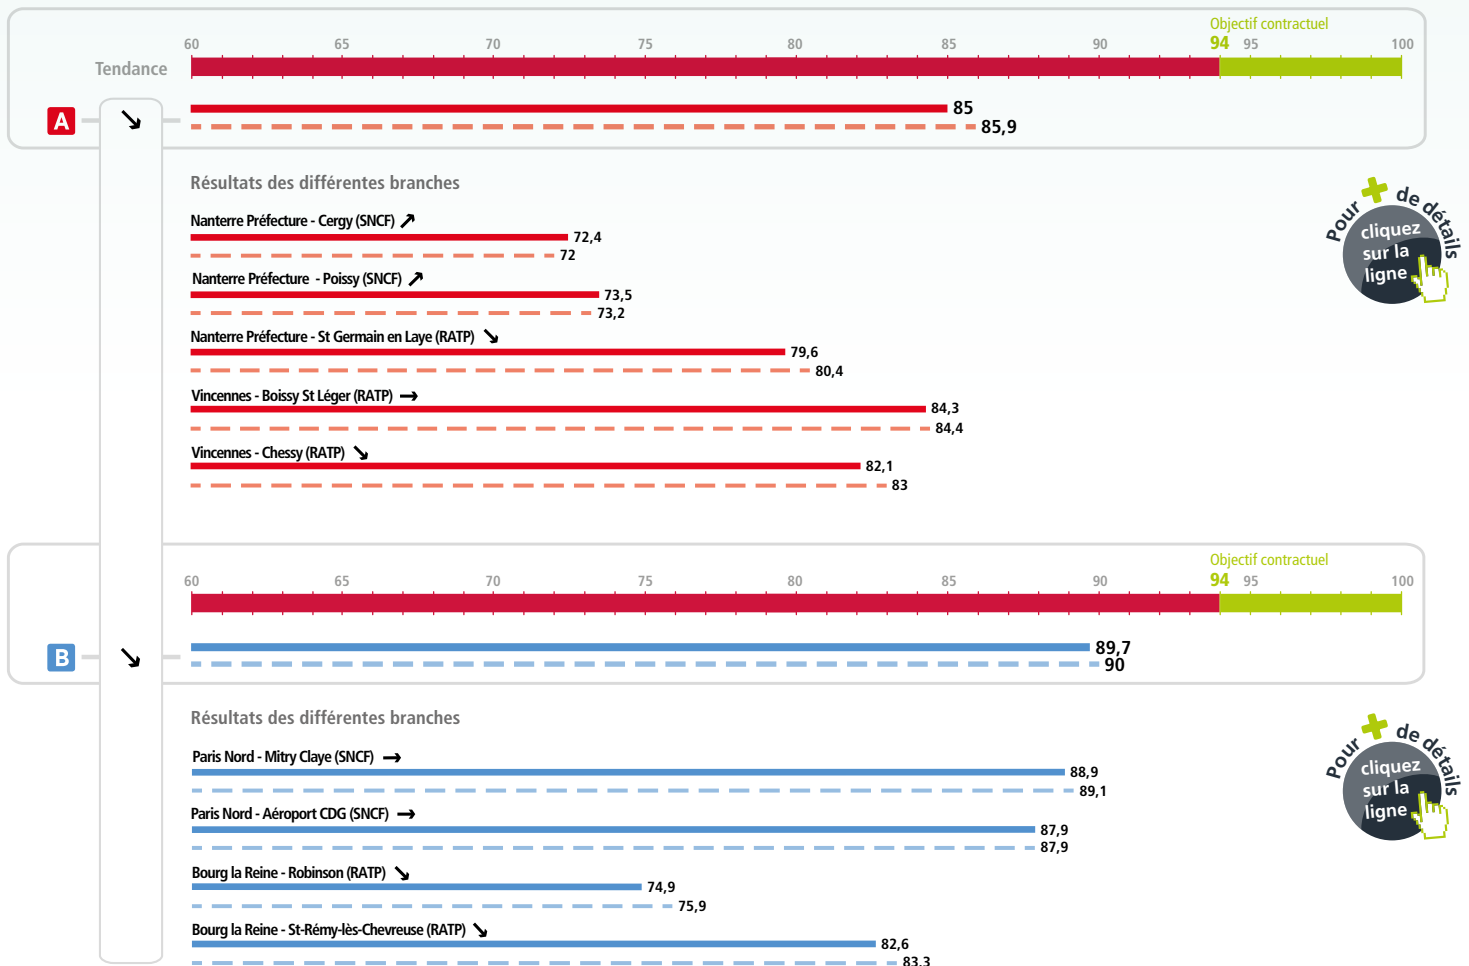 Objectif contractuel
60 65 70 75 80 85 90 94 95 100
Tendance
A
85
85,9
Résultats des différentes branches
Nanterre Préfecture - Cergy (SNCF)
72,4
72
Nanterre Préfecture - Poissy (SNCF)
73,5
73,2
Nanterre Préfecture - St Germain en Laye (RATP)
79,6
80,4
Vincennes - Boissy St Léger (RATP)
84,3
84,4
Vincennes - Chessy (RATP)
82,1
83
Pour + de détails
cliquez
sur la
ligne
Objectif contractuel
60 65 70 75 80 85 90 94 95 100
B
89,7
90
Résultats des différentes branches
Paris Nord - Mitry Claye (SNCF)
88,9
89,1
Paris Nord - Aéroport CDG (SNCF)
87,9
87,9
Bourg la Reine - Robinson (RATP)
74,9
75,9
Bourg la Reine - St-Rémy-lès-Chevreuse (RATP)
82,6
83,3
Pour + de détails
cliquez
sur la
ligne